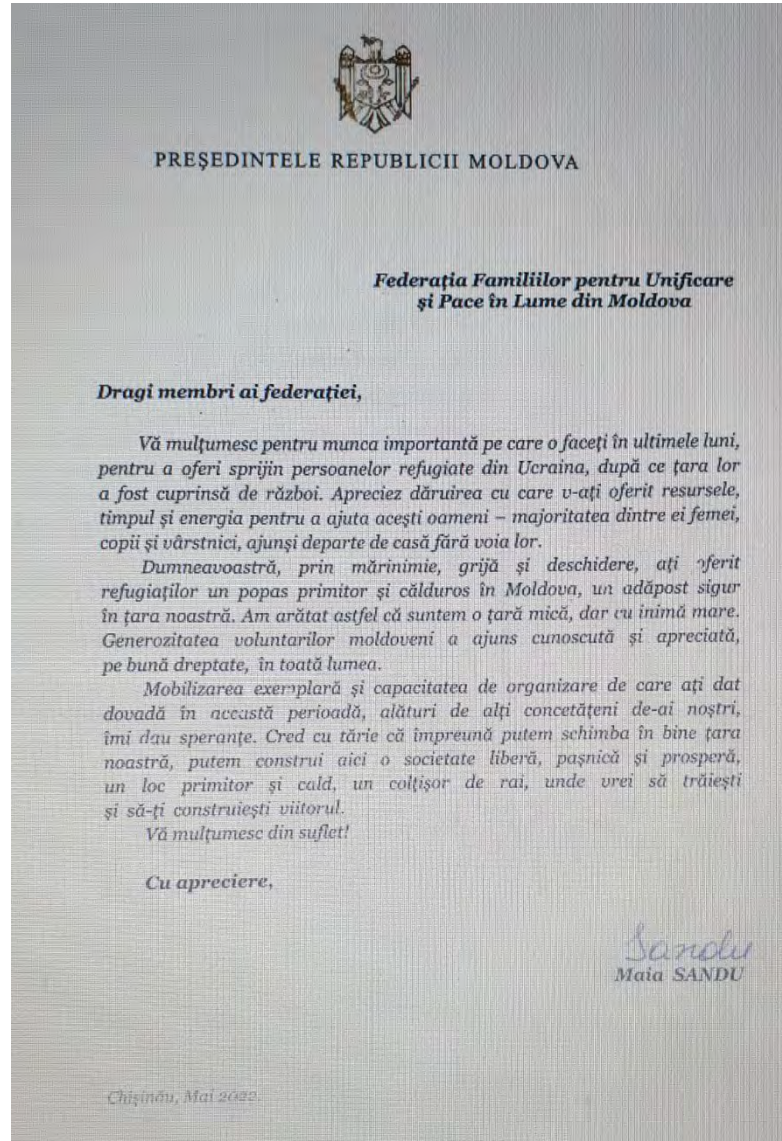 PREŞEDINTELE REPUBLICII MOLDOVA
Federația Familiilor pentru Unificare
și Pace în Lume din Moldova
Dragi membri ai federației,
Vă mulțumesc pentru munca importantă pe care o faceți în ultimele luni,
pentru a oferi sprijin persoanelor refugiate din Ucraina, după ce țara lor
a fost cuprinsă de război. Apreciez dăruirea cu care v-ați oferit resursele,
timpul și energia pentru a ajuta acești oameni – majoritatea dintre ei femei,
copii și vârstnici, ajunși departe de casă fără voia lor.
Dumneavoastră, prin mărinimie, grijă și deschidere, ați oferit
refugiaților un popas primitor și călduros în Moldova, un adăpost sigur
în țara noastră. Am arătat astfel că suntem o țară mică, dar cu inimă mare.
Generozitatea voluntarilor moldoveni a ajuns cunoscută și apreciată,
pe bună dreptate, în toată lumea.
Mobilizarea exemplară și capacitatea de organizare de care ați dat
dovadă în această perioadă, alături de alți concetățeni de-ai noștri,
îmi dau speranțe. Cred cu tărie că împreună putem schimba în bine țara
noastră, putem construi aici o societate liberă, pașnică și prosperă,
un loc primitor și cald, un colțișor de rai, unde vrei să trăiești
și să-ți construiești viitorul.
Vă mulțumesc din suflet!
Cu apreciere,
Sandu
Maia SANDU
Chișinău, Mai 2022